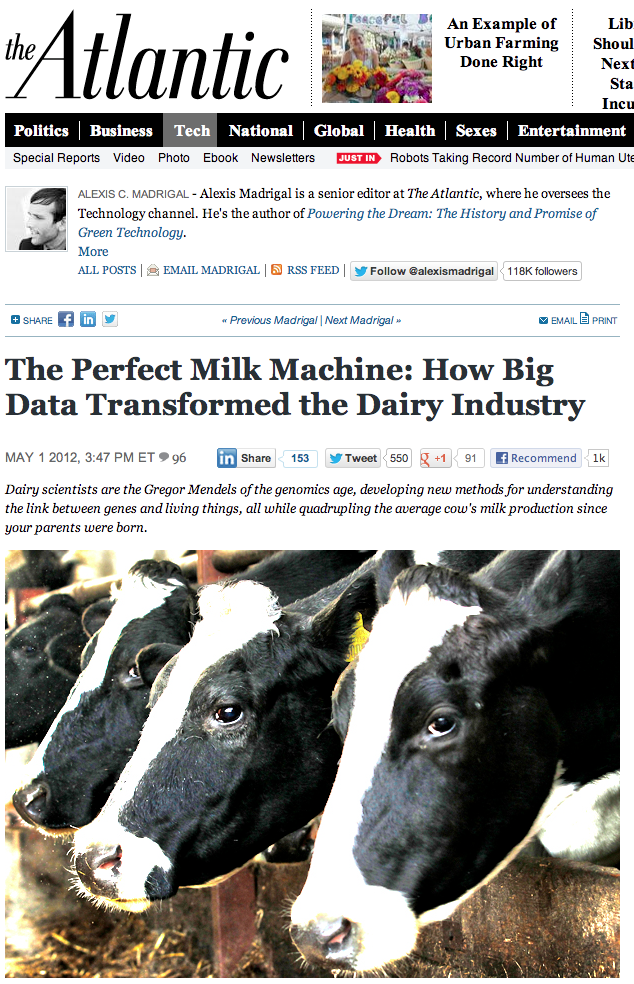 the Atlantic
An Example of
Urban Farming
Done Right
Lib
Shoul
Next
Sta
Incu
Politics | Business | Tech | National | Global | Health | Sexes | Entertainment
Special Reports Video Photo Ebook Newsletters JUST IN Robots Taking Record Number of Human Ute
ALEXIS C. MADRIGAL - Alexis Madrigal is a senior editor at The Atlantic, where he oversees the
Technology channel. He's the author of Powering the Dream: The History and Promise of
Green Technology.
More
ALL POSTS | EMAIL MADRIGAL | RSS FEED | Follow @alexismadrigal 118K followers
SHARE f in « Previous Madrigal | Next Madrigal » EMAIL PRINT
The Perfect Milk Machine: How Big
Data Transformed the Dairy Industry
MAY 1 2012, 3:47 PM ET 96 in Share 153 Tweet 550 g +1 91 f Recommend 1k
Dairy scientists are the Gregor Mendels of the genomics age, developing new methods for understanding
the link between genes and living things, all while quadrupling the average cow's milk production since
your parents were born.